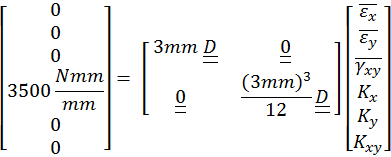 [0 0 0 3500 Nmm/mm 0 0] = [3mm D 0 0 (3mm)³/12 D] [ε̅x ε̅y γ̅xy Kx Ky Kxy]